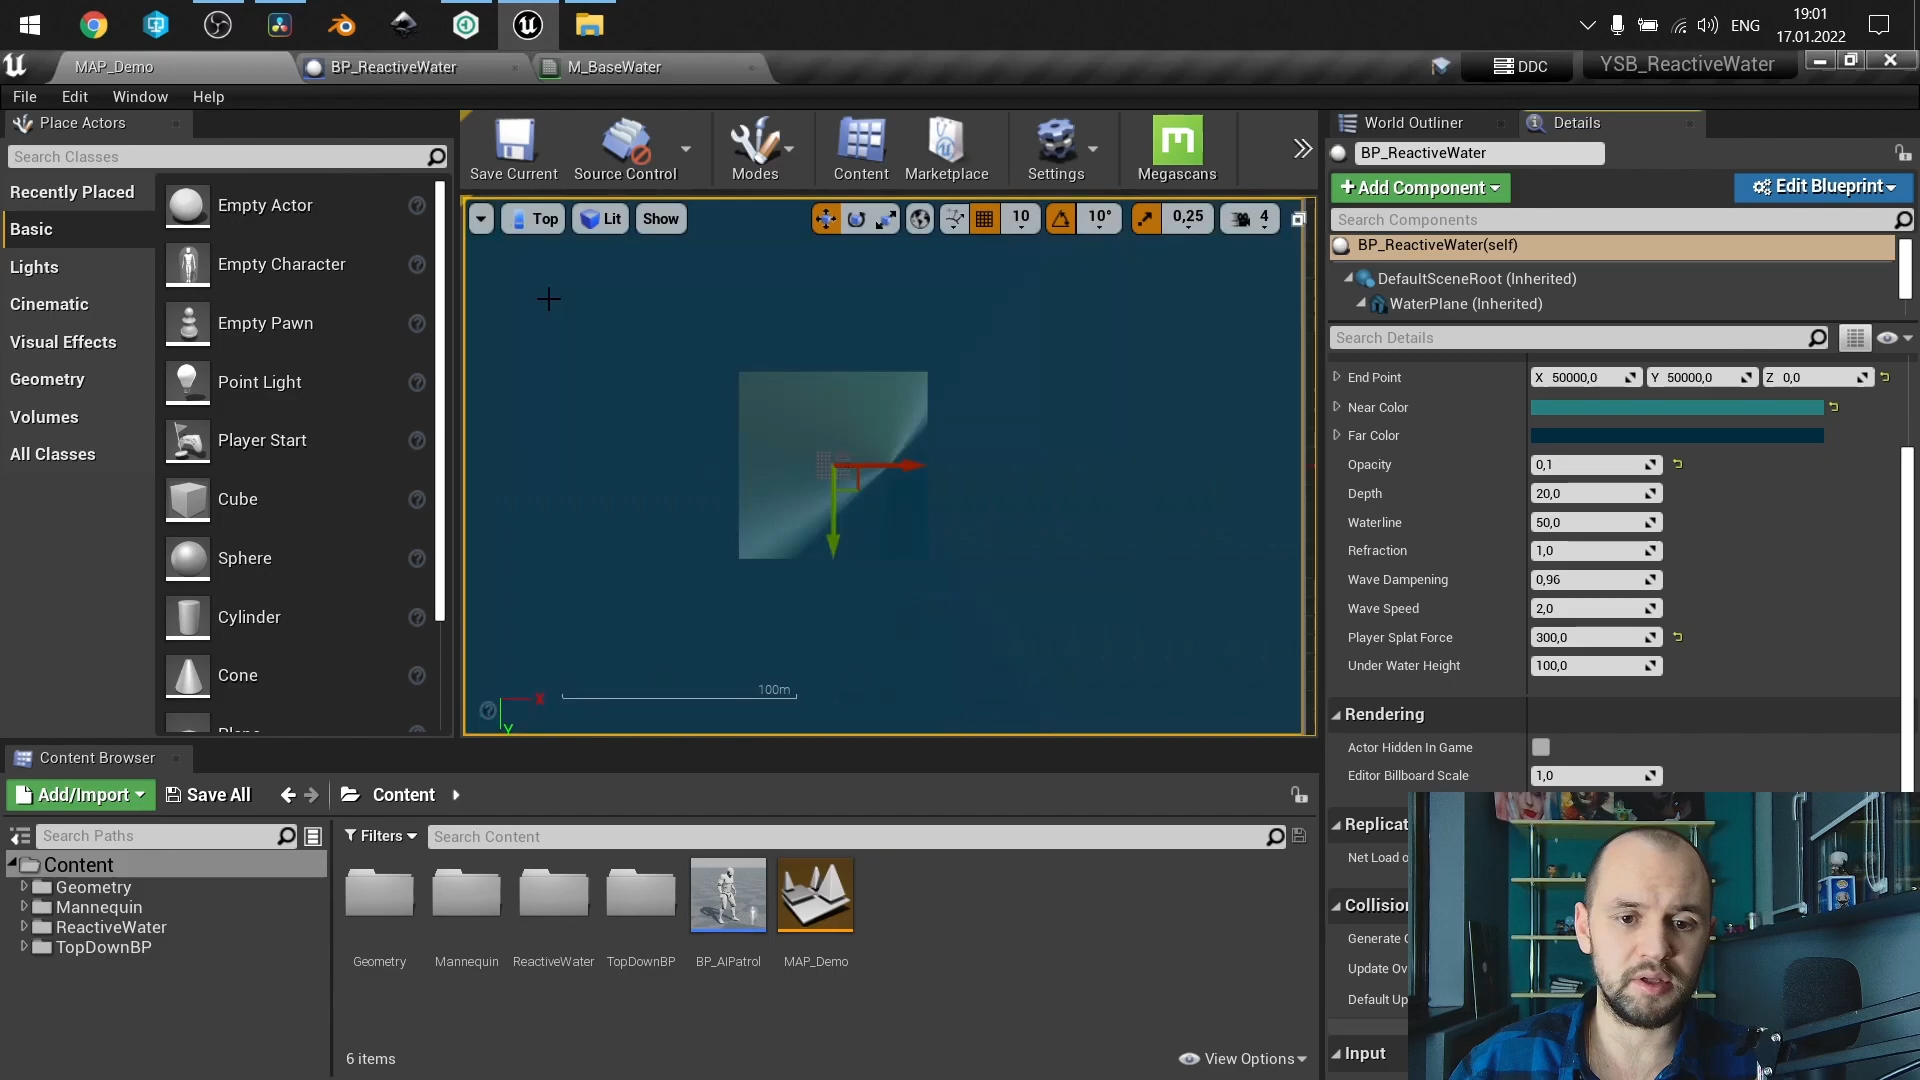 ENG
19:01
17.01.2022
MAP_Demo
BP_ReactiveWater
M_BaseWater
DDC
YSB_ReactiveWater
File Edit Window Help
Place Actors
Search Classes
Recently Placed
Basic
Lights
Cinematic
Visual Effects
Geometry
Volumes
All Classes
Empty Actor
Empty Character
Empty Pawn
Point Light
Player Start
Cube
Sphere
Cylinder
Cone
Save Current
Source Control
Modes
Content
Marketplace
Settings
Megascans
Top
Lit
Show
10
10°
0,25
4
100m
X
Y
World Outliner
Details
BP_ReactiveWater
+Add Component
Edit Blueprint
Search Components
BP_ReactiveWater(self)
DefaultSceneRoot (Inherited)
WaterPlane (Inherited)
Search Details
End Point X 50000,0 Y 50000,0 Z 0,0
Near Color
Far Color
Opacity 0,1
Depth 20,0
Waterline 50,0
Refraction 1,0
Wave Dampening 0,96
Wave Speed 2,0
Player Splat Force 300,0
Under Water Height 100,0
Rendering
Actor Hidden In Game
Editor Billboard Scale 1,0
Replicat
Net Load o
Collision
Generate
Update Ov
Default Up
Input
Content Browser
Add/Import
Save All
Content
Search Paths
Filters
Search Content
Content
Geometry
Mannequin
ReactiveWater
TopDownBP
Geometry
Mannequin
ReactiveWater
TopDownBP
BP_AIPatrol
MAP_Demo
6 items
View Options